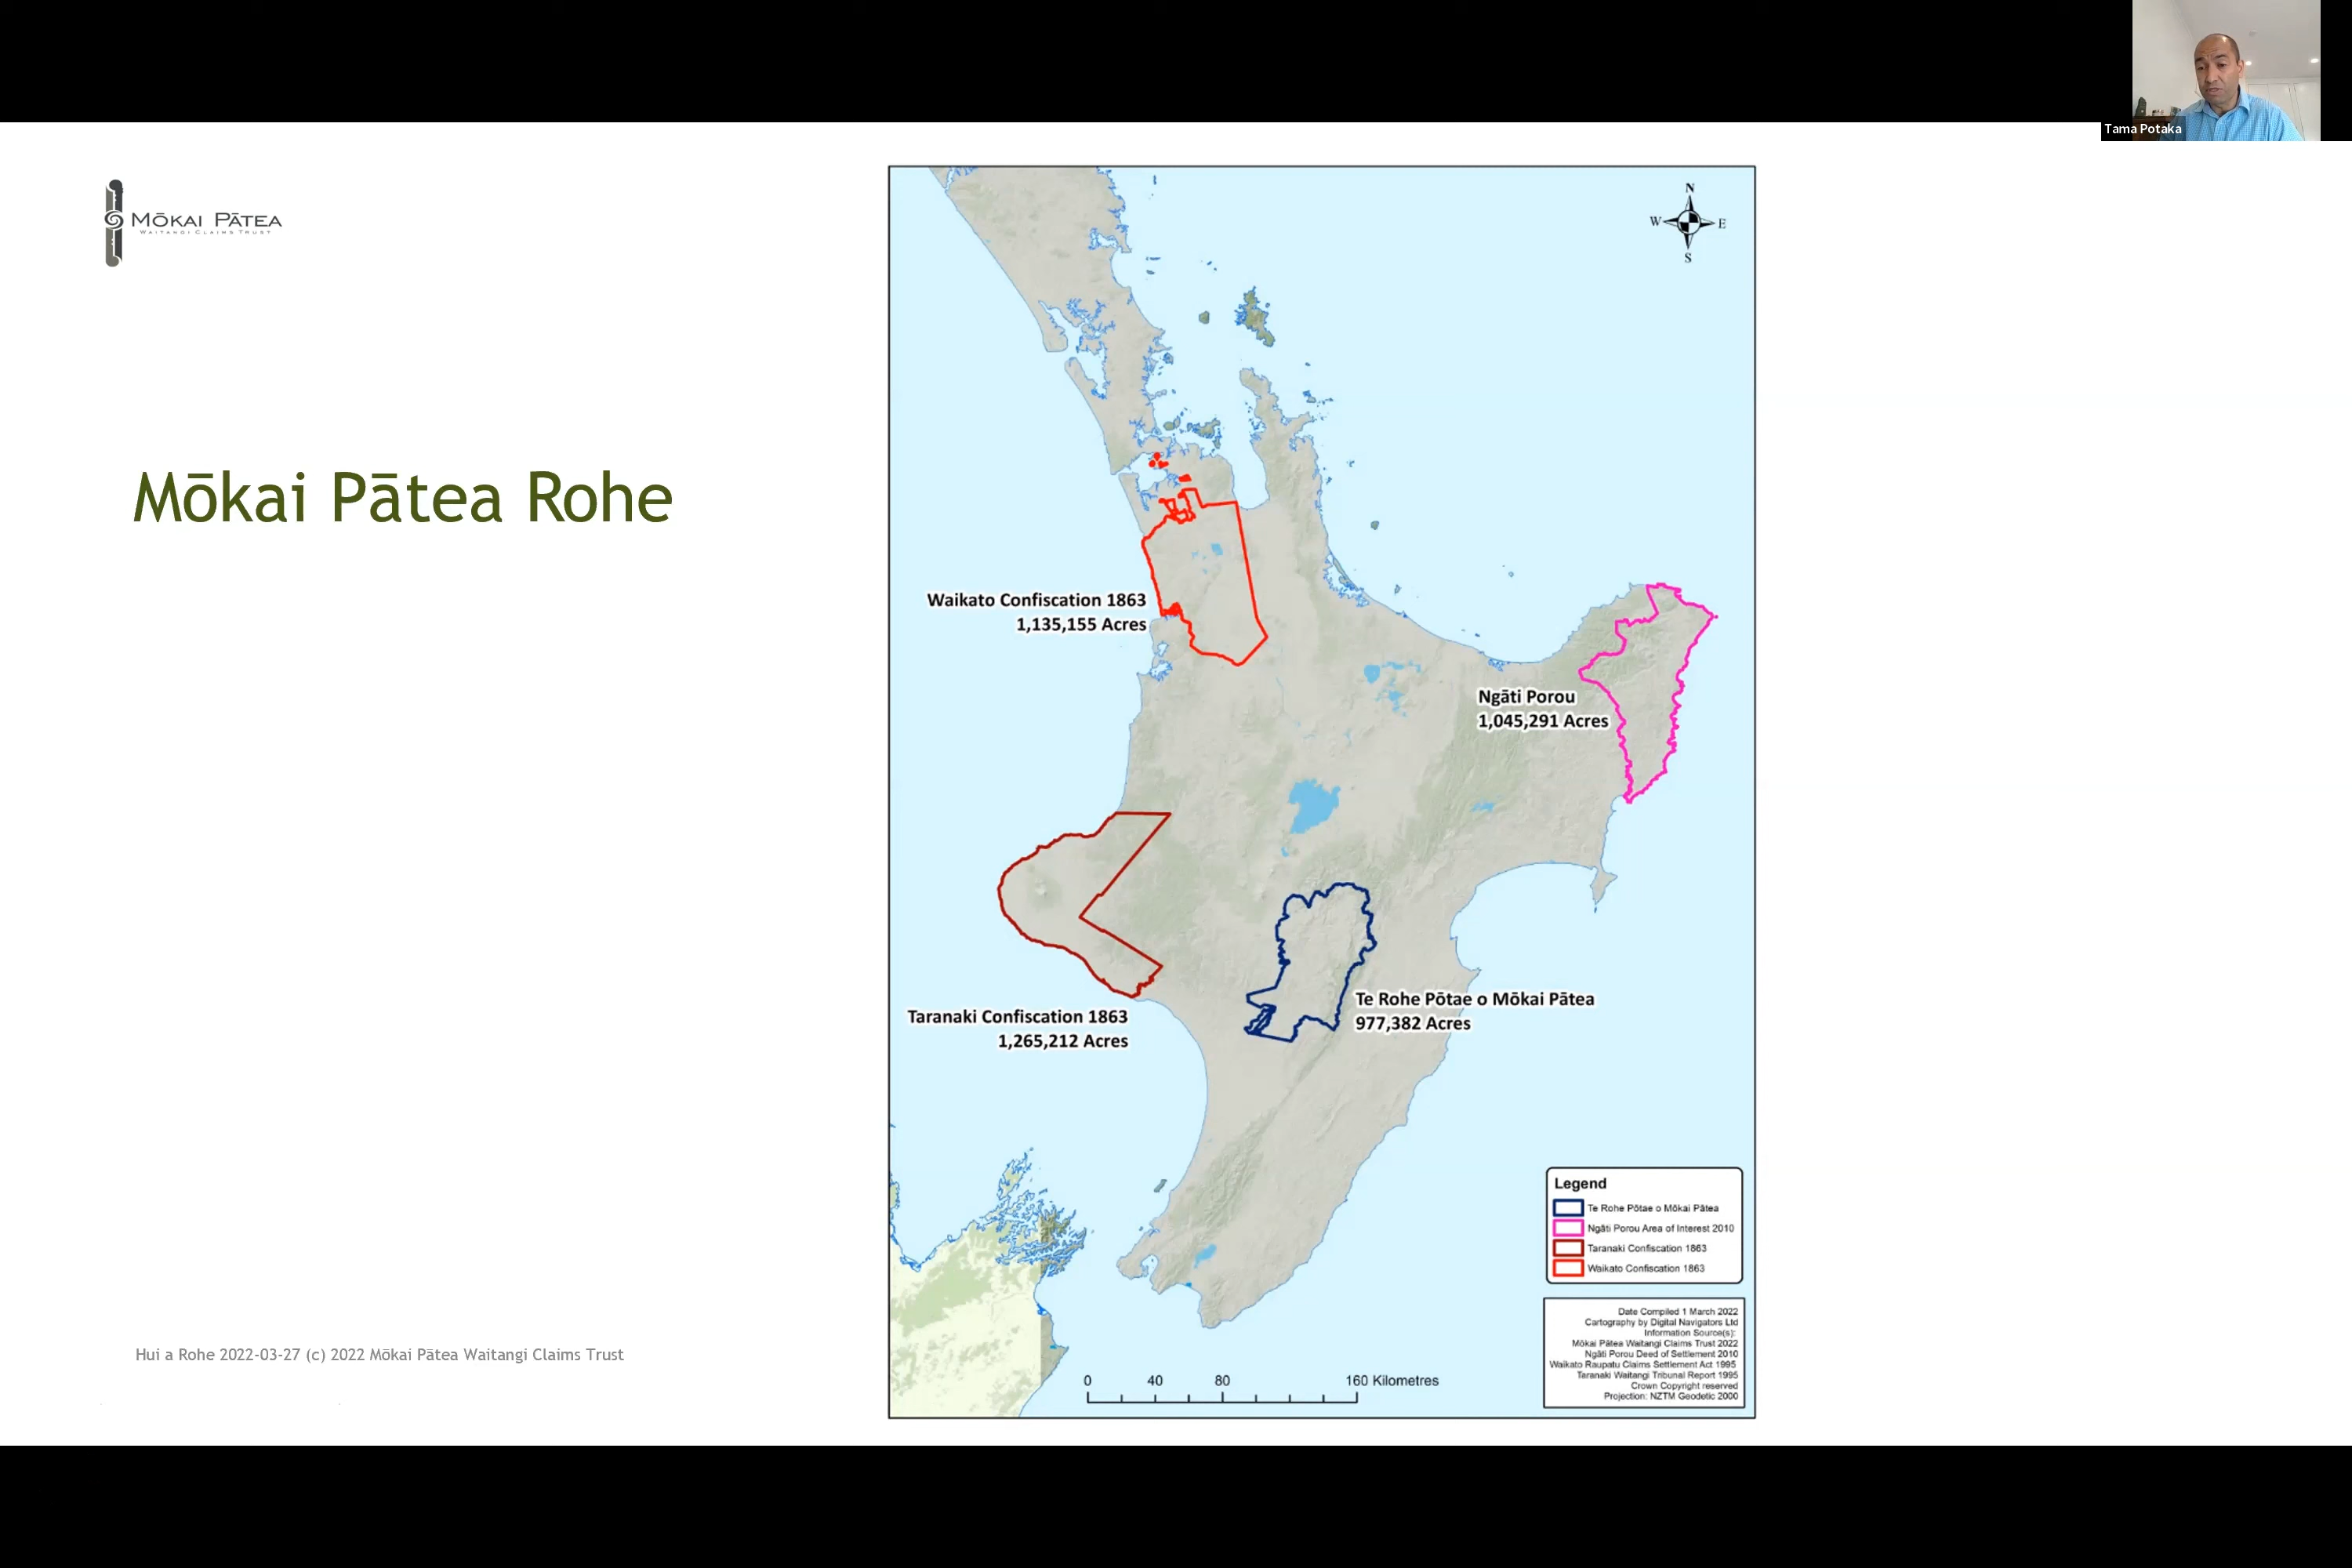 Tama Potaka
MŌKAI PĀTEA
WAITANGI CLAIMS TRUST
Mōkai Pātea Rohe
N
W
E
S
Waikato Confiscation 1863
1,135,155 Acres
Ngāti Porou
1,045,291 Acres
Te Rohe Pōtae o Mōkai Pātea
977,382 Acres
Taranaki Confiscation 1863
1,265,212 Acres
Legend
Te Rohe Pōtae o Mōkai Pātea
Ngāti Porou Area of Interest 2010
Taranaki Confiscation 1863
Waikato Confiscation 1863
Date Compiled 1 March 2022
Cartography by Digital Navigators Ltd
Information Source(s):
Mōkai Pātea Waitangi Claims Trust 2022
Ngāti Porou Deed of Settlement 2010
Waikato Raupatu Claims Settlement Act 1995
Taranaki Waitangi Tribunal Report 1995
Crown Copyright reserved
Projection: NZTM Geodetic 2000
0 40 80 160 Kilometres
Hui a Rohe 2022-03-27 (c) 2022 Mōkai Pātea Waitangi Claims Trust